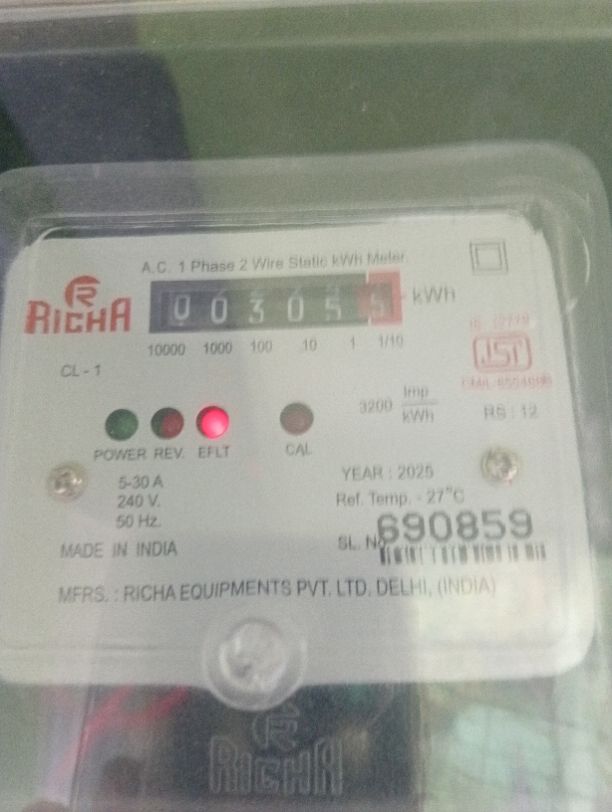 A.C. 1 Phase 2 Wire Static kWh Meter
RICHA
0 0 3 0 5
kWh
10000 1000 100 10 1 1/10
CL - 1
ISI
3200 Imp/kWh
RS : 12
POWER REV. EFLT CAL
5-30 A
240 V.
50 Hz.
YEAR : 2025
Ref. Temp. - 27°C
SL. No 690859
MADE IN INDIA
MFRS. : RICHA EQUIPMENTS PVT. LTD. DELHI, (INDIA)
RICHA